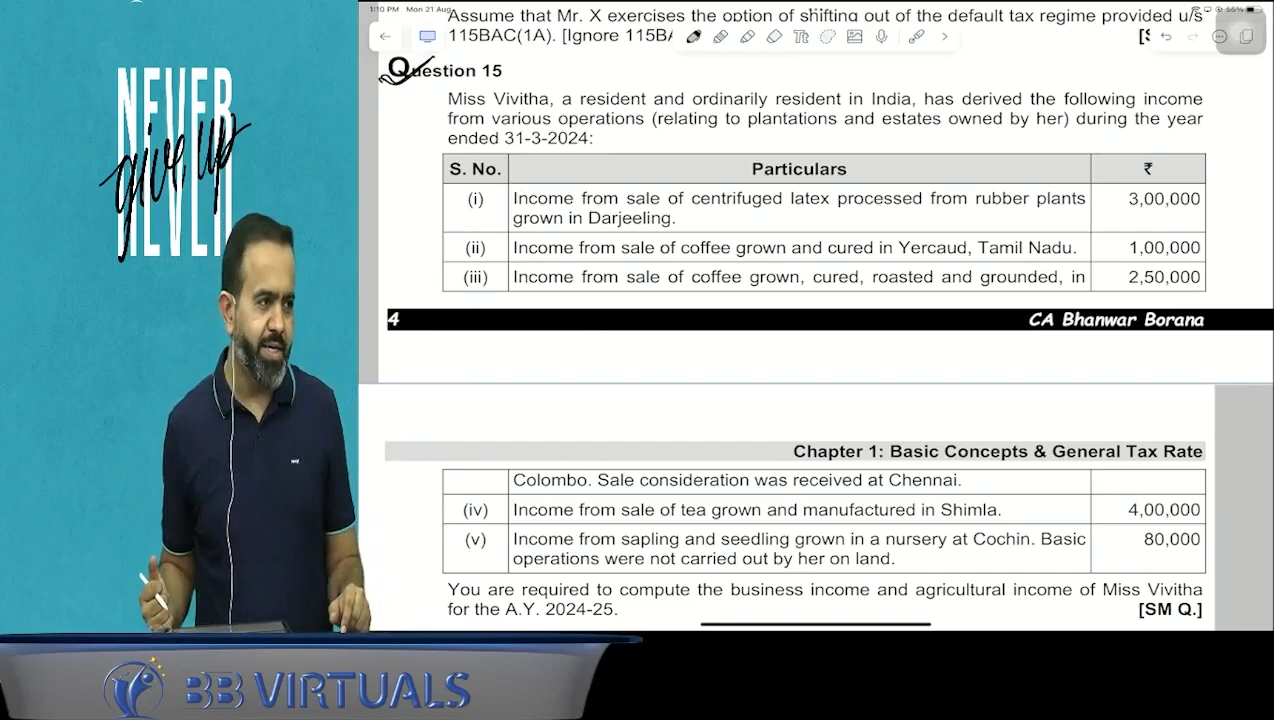 1:10 PM Mon 21 Aug
55%
Assume that Mr. X exercises the option of shifting out of the default tax regime provided u/s
115BAC(1A). [Ignore 115BA
Question 15
Miss Vivitha, a resident and ordinarily resident in India, has derived the following income
from various operations (relating to plantations and estates owned by her) during the year
ended 31-3-2024:
S. No. Particulars ₹
(i) Income from sale of centrifuged latex processed from rubber plants 3,00,000
grown in Darjeeling.
(ii) Income from sale of coffee grown and cured in Yercaud, Tamil Nadu. 1,00,000
(iii) Income from sale of coffee grown, cured, roasted and grounded, in 2,50,000
4 CA Bhanwar Borana
Chapter 1: Basic Concepts & General Tax Rate
Colombo. Sale consideration was received at Chennai.
(iv) Income from sale of tea grown and manufactured in Shimla. 4,00,000
(v) Income from sapling and seedling grown in a nursery at Cochin. Basic 80,000
operations were not carried out by her on land.
You are required to compute the business income and agricultural income of Miss Vivitha
for the A.Y. 2024-25. [SM Q.]
NEVER
give up
NEVER
BB VIRTUALS